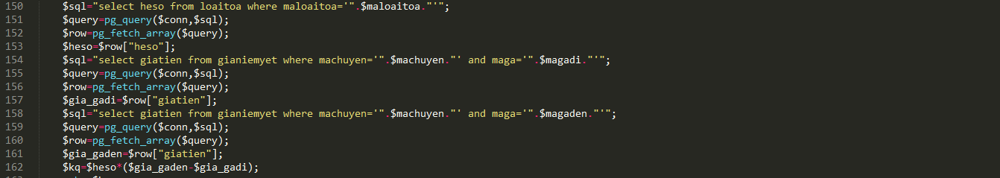 150 $sql="select heso from loaitoa where maloaitoa='".$maloaitoa."'";
151 $query=pg_query($conn,$sql);
152 $row=pg_fetch_array($query);
153 $heso=$row["heso"];
154 $sql="select giatien from gianiemyet where machuyen='".$machuyen."' and maga='".$magadi."'";
155 $query=pg_query($conn,$sql);
156 $row=pg_fetch_array($query);
157 $gia_gadi=$row["giatien"];
158 $sql="select giatien from gianiemyet where machuyen='".$machuyen."' and maga='".$magaden."'";
159 $query=pg_query($conn,$sql);
160 $row=pg_fetch_array($query);
161 $gia_gaden=$row["giatien"];
162 $kq=$heso*($gia_gaden-$gia_gadi);